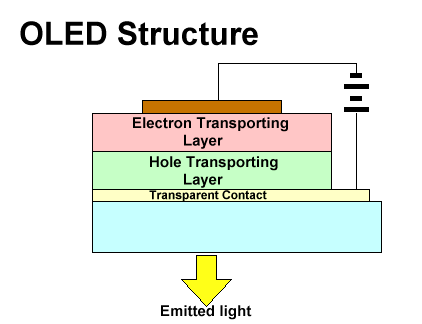 OLED Structure
Electron Transporting
Layer
Hole Transporting
Layer
Transparent Contact
Emitted light